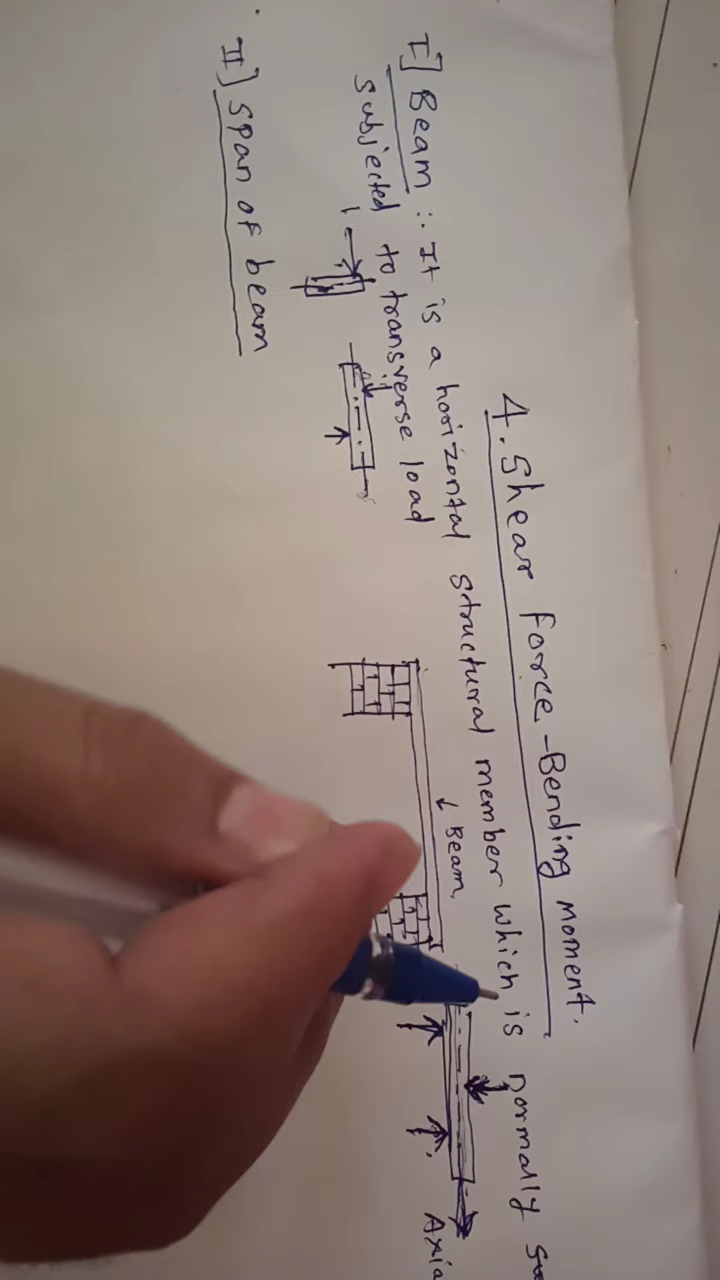 4. Shear force - Bending moment.
I] Beam :- It is a horizontal structural member which is normally
subjected to transverse load
Beam
II] Span of beam